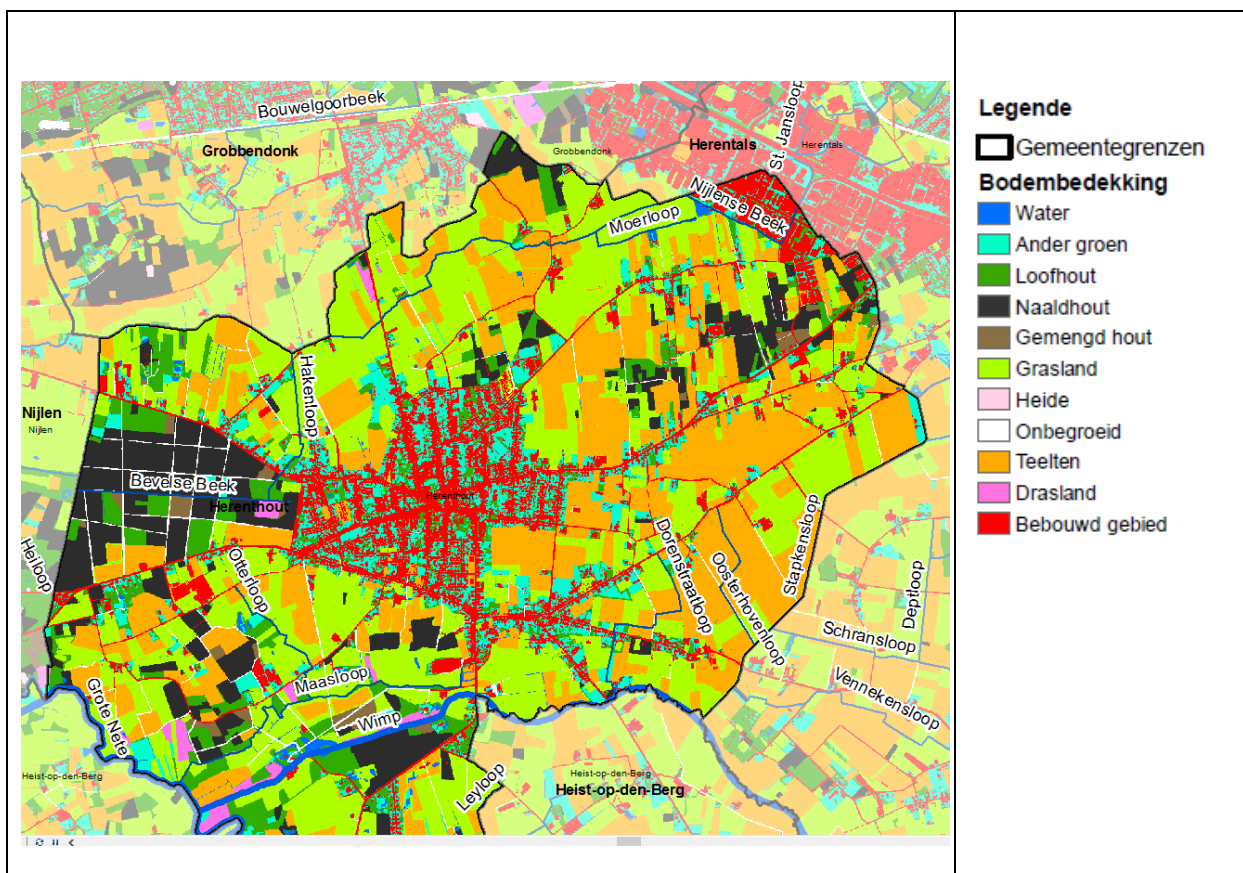 Bouwelgoorbeek
Grobbendonk
Grobbendonk
Herentals
Herentals
St. Jansloop
Nijlense Beek
Moerloop
Hakenloop
Nijlen
Nijlen
Bevelse Beek
Herenthout
Herenthout
Heiloop
Otterloop
Dorenstraatloop
Oosterhovenloop
Stapkensloop
Deptloop
Schransloop
Vennekensloop
Maasloop
Grote Nete
Wimp
Leyloop
Heist-op-den-Berg
Heist-op-den-Berg
Heist-op-den-Berg
Legende
Gemeentegrenzen
Bodembedekking
Water
Ander groen
Loofhout
Naaldhout
Gemengd hout
Grasland
Heide
Onbegroeid
Teelten
Drasland
Bebouwd gebied